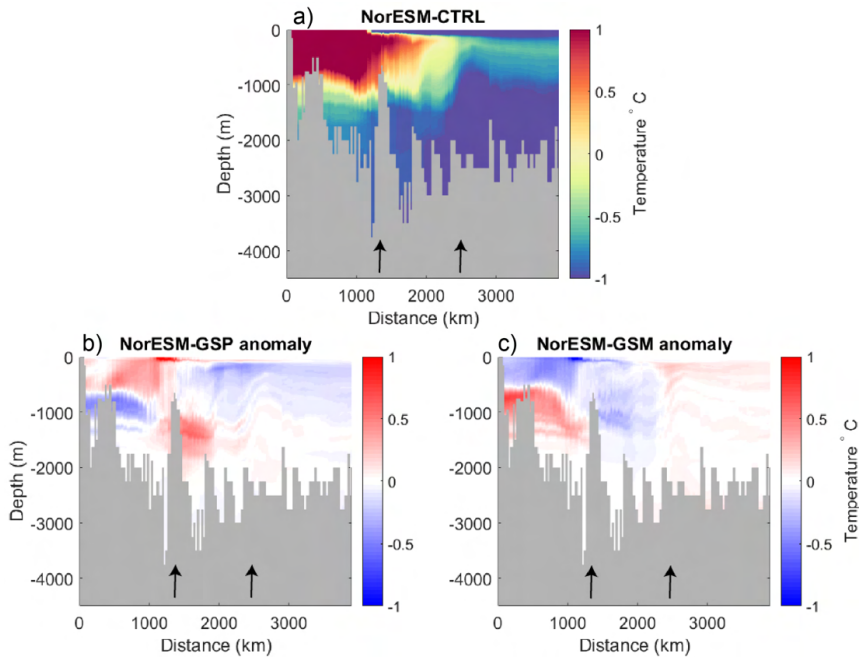 a) NorESM-CTRL
0
-1000
-2000
-3000
-4000
Depth (m)
0 1000 2000 3000
Distance (km)
1
0.5
0
-0.5
-1
Temperature ° C
b) NorESM-GSP anomaly
0
-1000
-2000
-3000
-4000
Depth (m)
0 1000 2000 3000
Distance (km)
1
0.5
0
-0.5
-1
c) NorESM-GSM anomaly
0
-1000
-2000
-3000
-4000
0 1000 2000 3000
Distance (km)
1
0.5
0
-0.5
-1
Temperature ° C